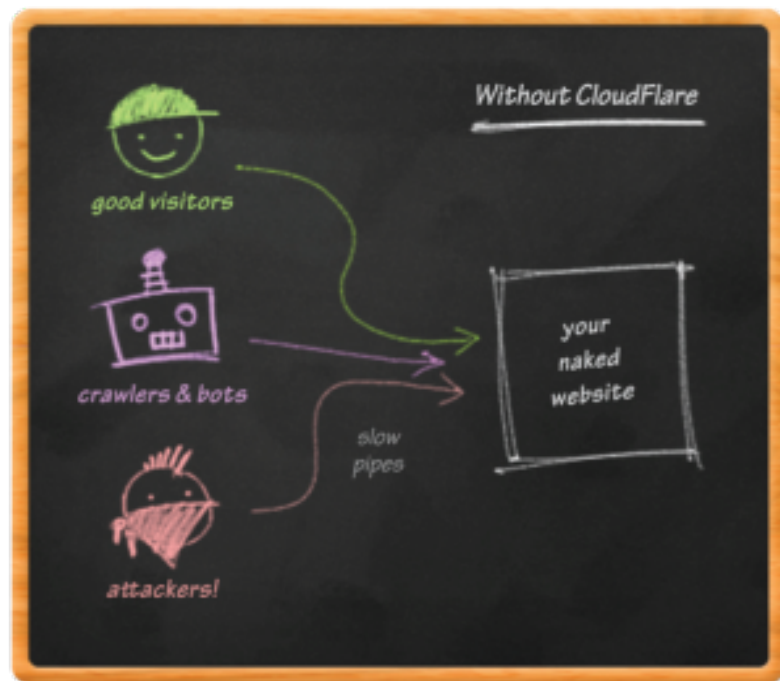 Without CloudFlare
good visitors
your
naked
website
crawlers & bots
slow
pipes
attackers!